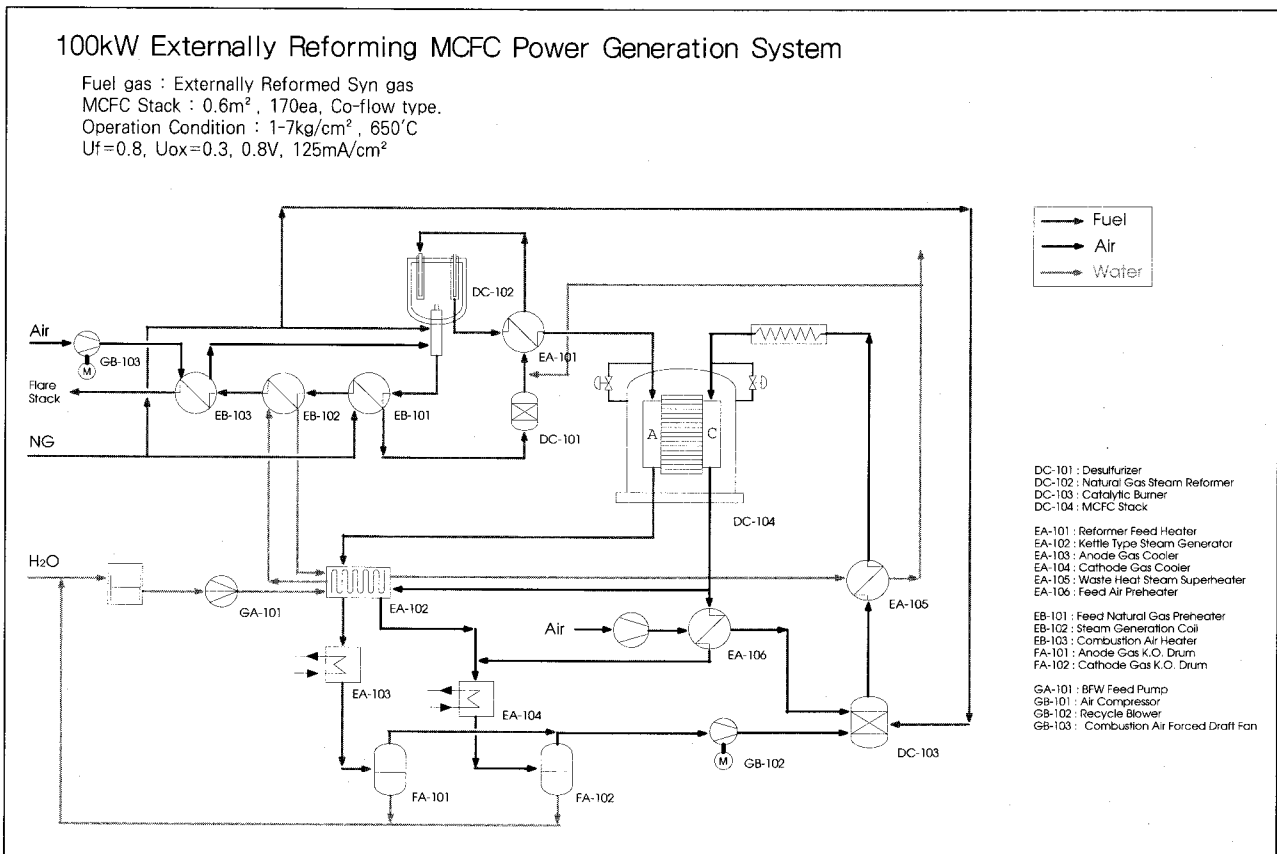 100kW Externally Reforming MCFC Power Generation System
Fuel gas : Externally Reformed Syn gas
MCFC Stack : 0.6m², 170ea, Co-flow type.
Operation Condition : 1-7kg/cm², 650'C
Uf=0.8, Uox=0.3, 0.8V, 125mA/cm²
Fuel
Air
Water
DC-102
Air
GB-103
M
EA-101
Flare
Stack
EB-103
EB-102
EB-101
DC-101
NG
A
C
DC-104
DC-101 : Desulfurizer
DC-102 : Natural Gas Steam Reformer
DC-103 : Catalytic Burner
DC-104 : MCFC Stack
EA-101 : Reformer Feed Heater
EA-102 : Kettle Type Steam Generator
EA-103 : Anode Gas Cooler
EA-104 : Cathode Gas Cooler
EA-105 : Waste Heat Steam Superheater
EA-106 : Feed Air Preheater
EB-101 : Feed Natural Gas Preheater
EB-102 : Steam Generation Coil
EB-103 : Combustion Air Heater
FA-101 : Anode Gas K.O. Drum
FA-102 : Cathode Gas K.O. Drum
GA-101 : BFW Feed Pump
GB-101 : Air Compressor
GB-102 : Recycle Blower
GB-103 : Combustion Air Forced Draft Fan
H₂O
GA-101
EA-102
EA-105
Air
EA-106
EA-103
EA-104
M
GB-102
DC-103
FA-101
FA-102